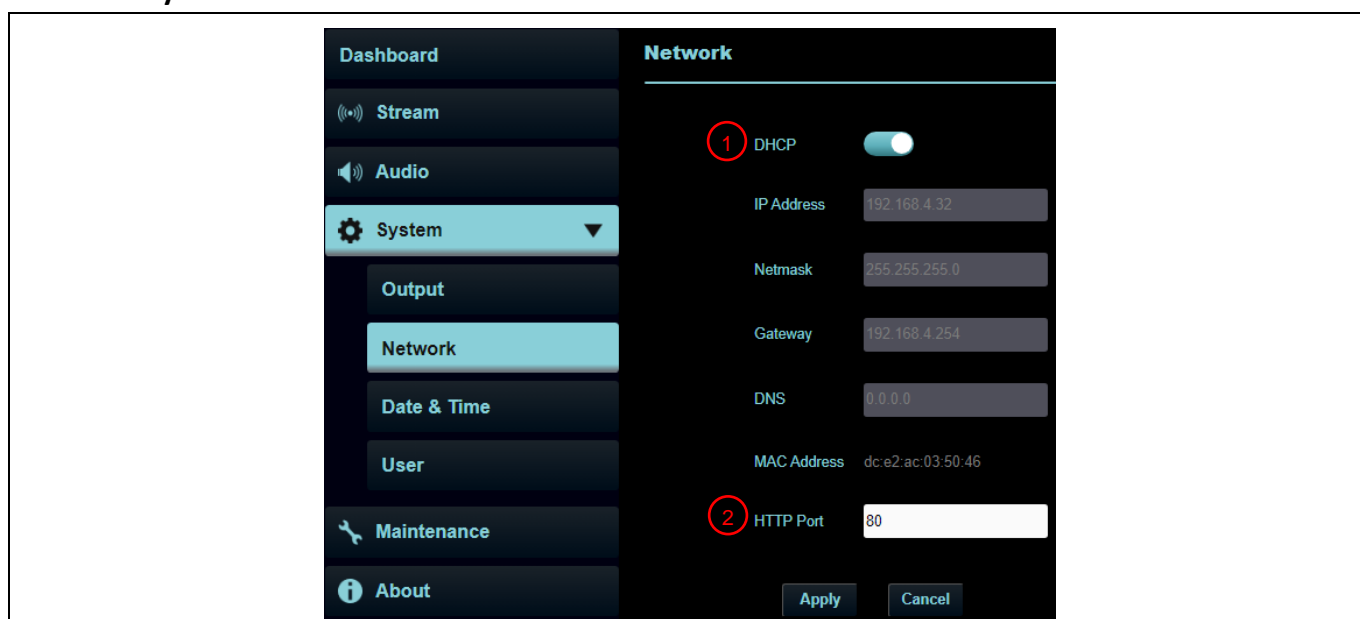 Dashboard
Stream
Audio
System
Output
Network
Date & Time
User
Maintenance
About
Network
1 DHCP
IP Address 192.168.4.32
Netmask 255.255.255.0
Gateway 192.168.4.254
DNS 0.0.0.0
MAC Address dc:e2:ac:03:50:46
2 HTTP Port 80
Apply Cancel